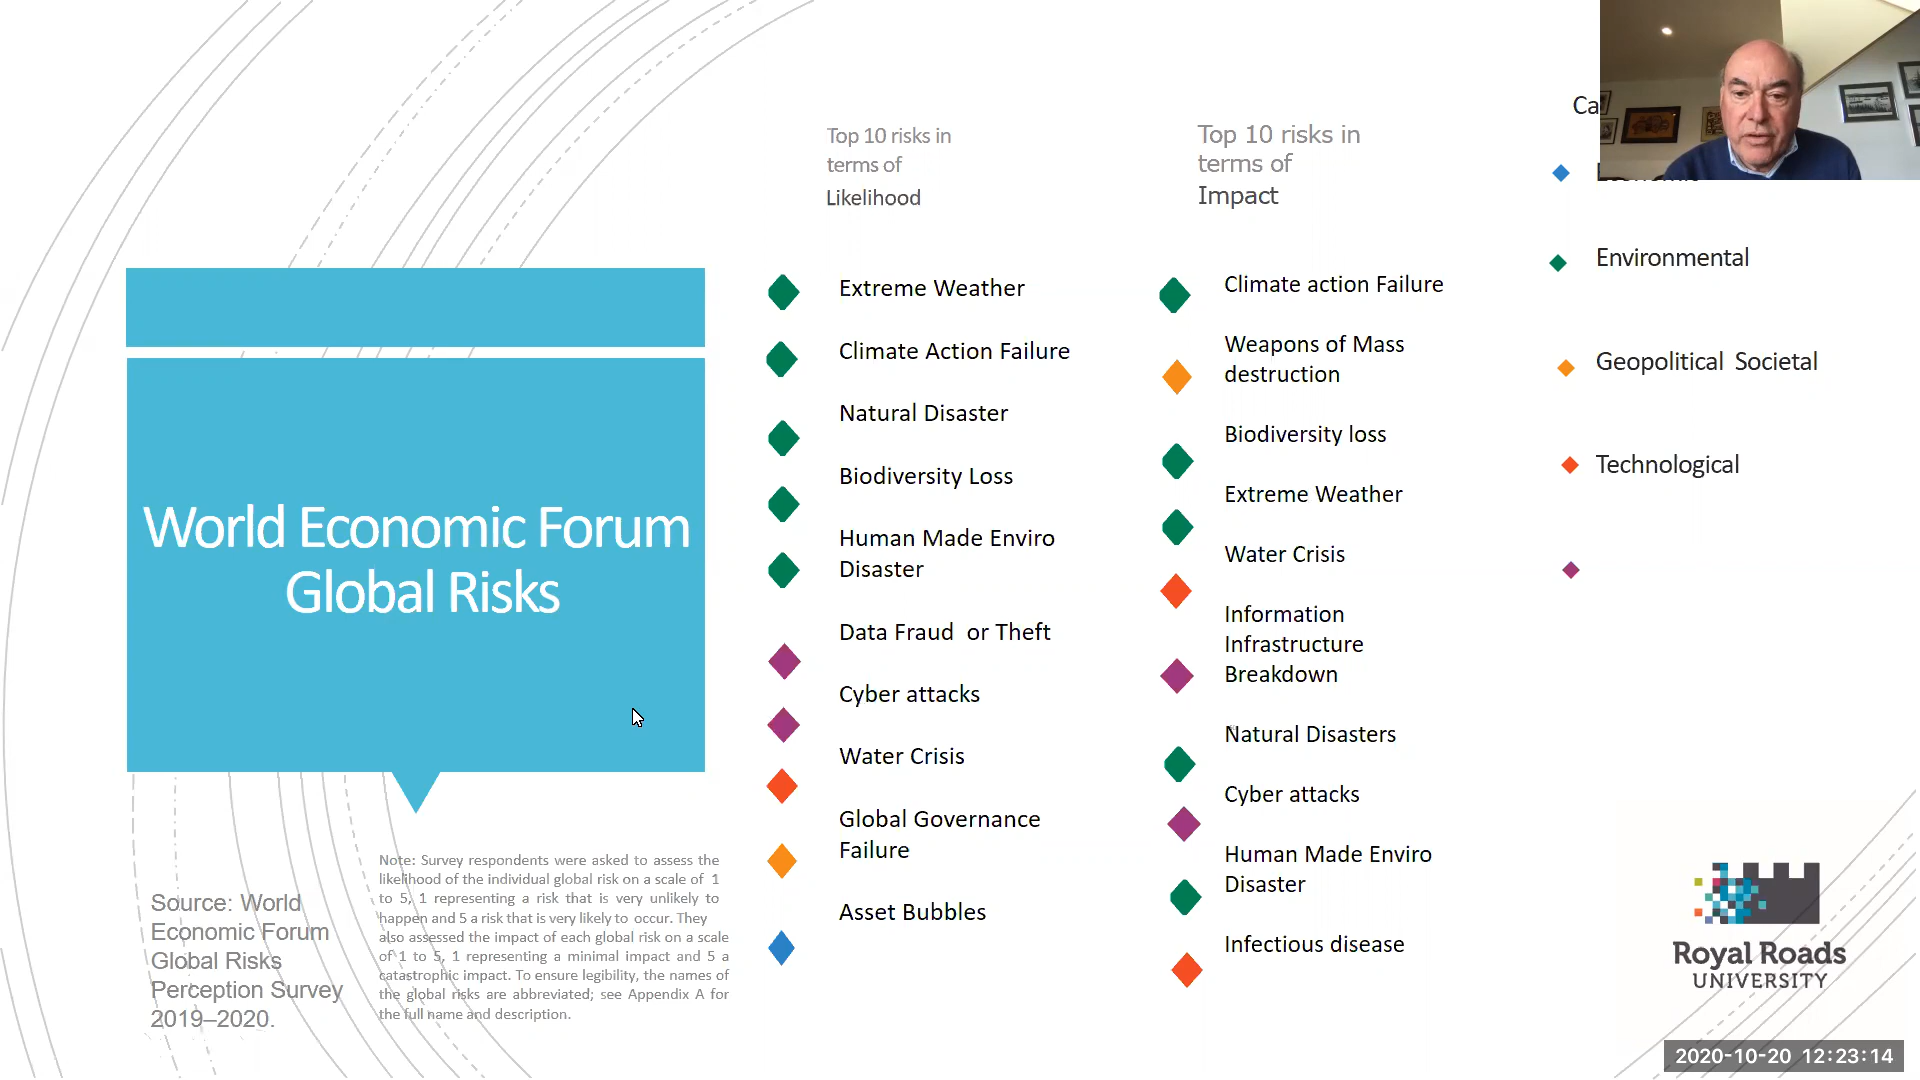 Top 10 risks in
terms of
Likelihood
Top 10 risks in
terms of
Impact
World Economic Forum
Global Risks
Extreme Weather
Climate Action Failure
Natural Disaster
Biodiversity Loss
Human Made Enviro
Disaster
Data Fraud or Theft
Cyber attacks
Water Crisis
Global Governance
Failure
Asset Bubbles
Climate action Failure
Weapons of Mass
destruction
Biodiversity loss
Extreme Weather
Water Crisis
Information
Infrastructure
Breakdown
Natural Disasters
Cyber attacks
Human Made Enviro
Disaster
Infectious disease
Environmental
Geopolitical Societal
Technological
Source: World
Economic Forum
Global Risks
Perception Survey
2019–2020.
Note: Survey respondents were asked to assess the
likelihood of the individual global risk on a scale of 1
to 5, 1 representing a risk that is very unlikely to
happen and 5 a risk that is very likely to occur. They
also assessed the impact of each global risk on a scale
of 1 to 5, 1 representing a minimal impact and 5 a
catastrophic impact. To ensure legibility, the names of
the global risks are abbreviated; see Appendix A for
the full name and description.
Royal Roads
UNIVERSITY
2020-10-20 12:23:14